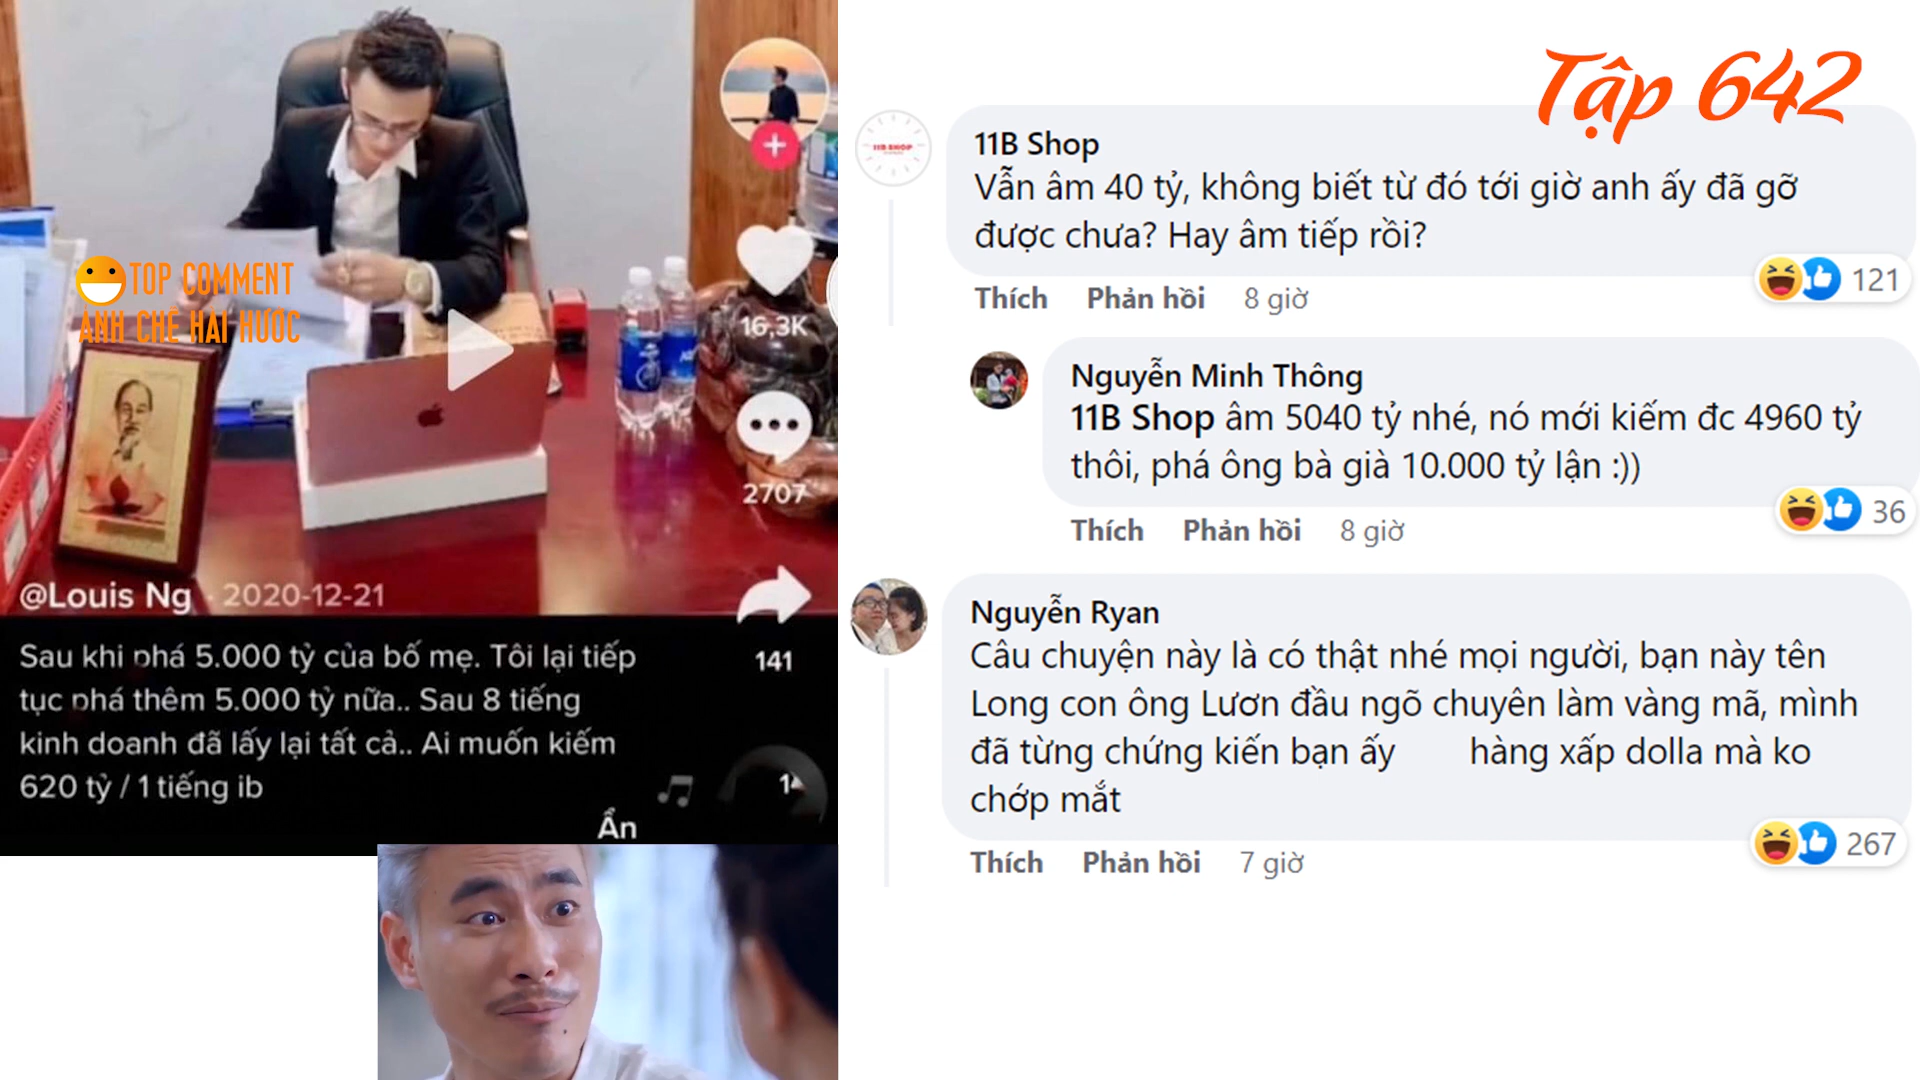 Tập 642
TOP COMMENT
ẢNH CHẾ HÀI HƯỚC
16,3K
2707
141
@Louis Ng · 2020-12-21
Sau khi phá 5.000 tỷ của bố mẹ. Tôi lại tiếp
tục phá thêm 5.000 tỷ nữa.. Sau 8 tiếng
kinh doanh đã lấy lại tất cả.. Ai muốn kiếm
620 tỷ / 1 tiếng ib
Ẩn
11B SHOP
11B Shop
Vẫn âm 40 tỷ, không biết từ đó tới giờ anh ấy đã gỡ
được chưa? Hay âm tiếp rồi?
121
Thích Phản hồi 8 giờ
Nguyễn Minh Thông
11B Shop âm 5040 tỷ nhé, nó mới kiếm đc 4960 tỷ
thôi, phá ông bà già 10.000 tỷ lận :))
36
Thích Phản hồi 8 giờ
Nguyễn Ryan
Câu chuyện này là có thật nhé mọi người, bạn này tên
Long con ông Lươn đầu ngõ chuyên làm vàng mã, mình
đã từng chứng kiến bạn ấy hàng xấp dolla mà ko
chớp mắt
267
Thích Phản hồi 7 giờ